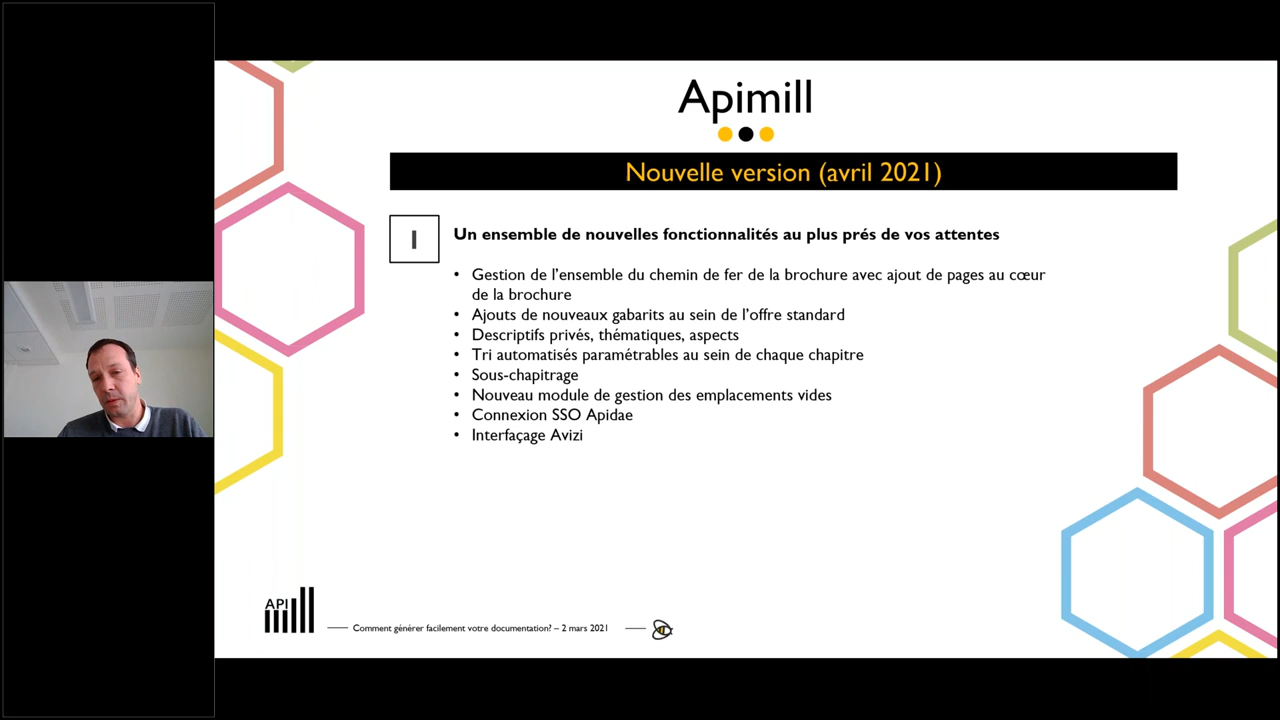 Apimill
Nouvelle version (avril 2021)
I
Un ensemble de nouvelles fonctionnalités au plus prés de vos attentes
• Gestion de l'ensemble du chemin de fer de la brochure avec ajout de pages au cœur
de la brochure
• Ajouts de nouveaux gabarits au sein de l'offre standard
• Descriptifs privés, thématiques, aspects
• Tri automatisés paramétrables au sein de chaque chapitre
• Sous-chapitrage
• Nouveau module de gestion des emplacements vides
• Connexion SSO Apidae
• Interfaçage Avizi
API
Comment générer facilement votre documentation? – 2 mars 2021